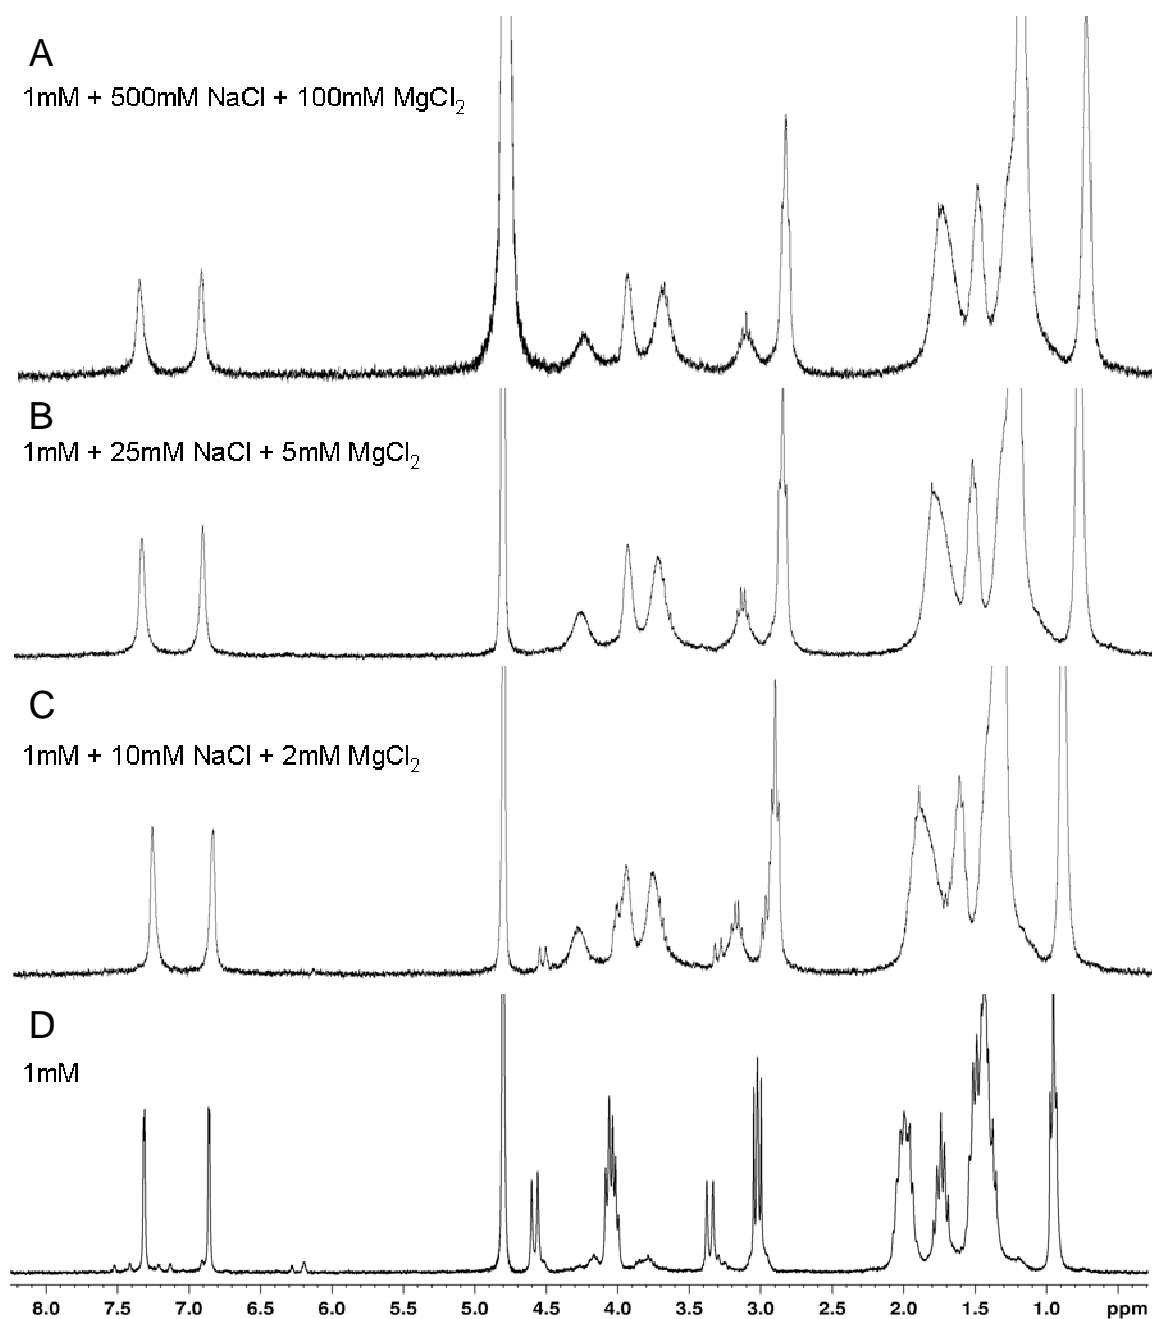 A
1mM + 500mM NaCl + 100mM MgCl₂
B
1mM + 25mM NaCl + 5mM MgCl₂
C
1mM + 10mM NaCl + 2mM MgCl₂
D
1mM
8.0 7.5 7.0 6.5 6.0 5.5 5.0 4.5 4.0 3.5 3.0 2.5 2.0 1.5 1.0 ppm